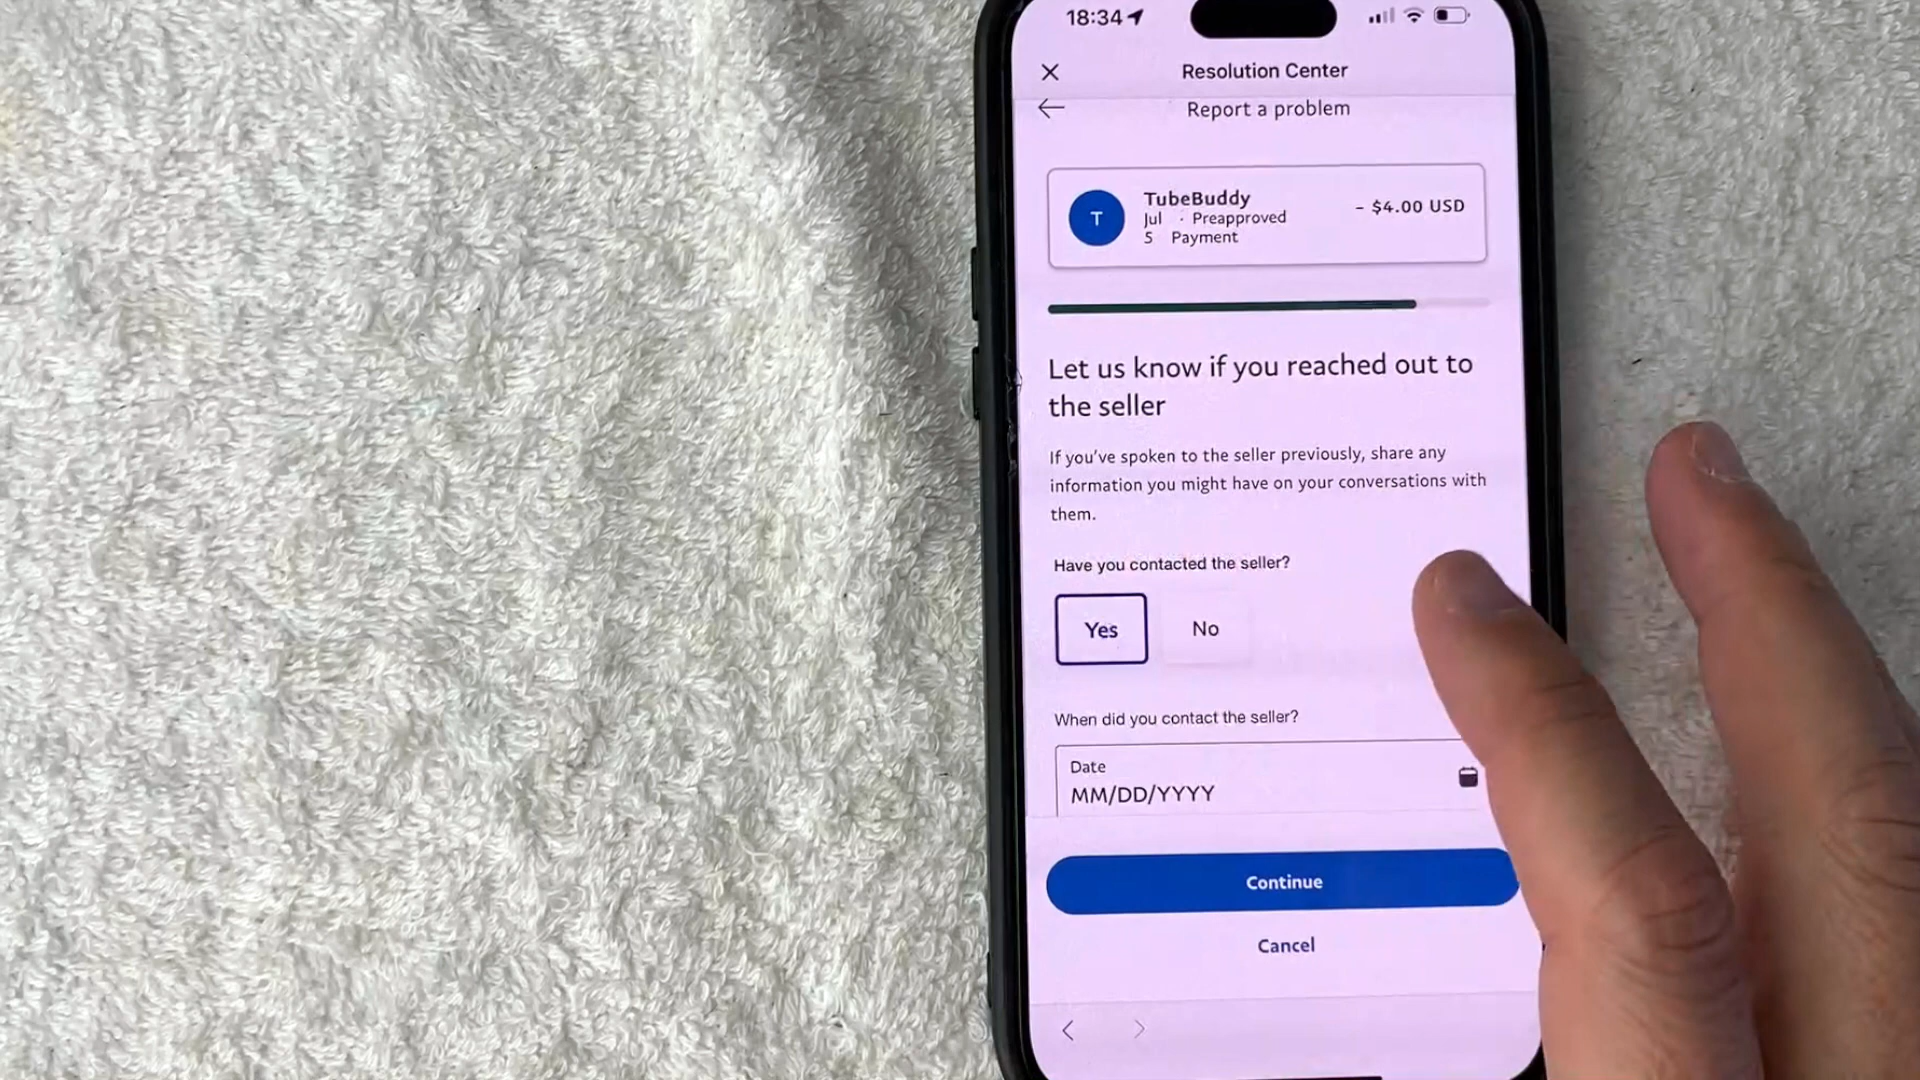 18:34
Resolution Center
Report a problem
T
TubeBuddy
- $4.00 USD
Jul · Preapproved
5 Payment
Let us know if you reached out to
the seller
If you've spoken to the seller previously, share any
information you might have on your conversations with
them.
Have you contacted the seller?
Yes No
When did you contact the seller?
Date
MM/DD/YYYY
Continue
Cancel